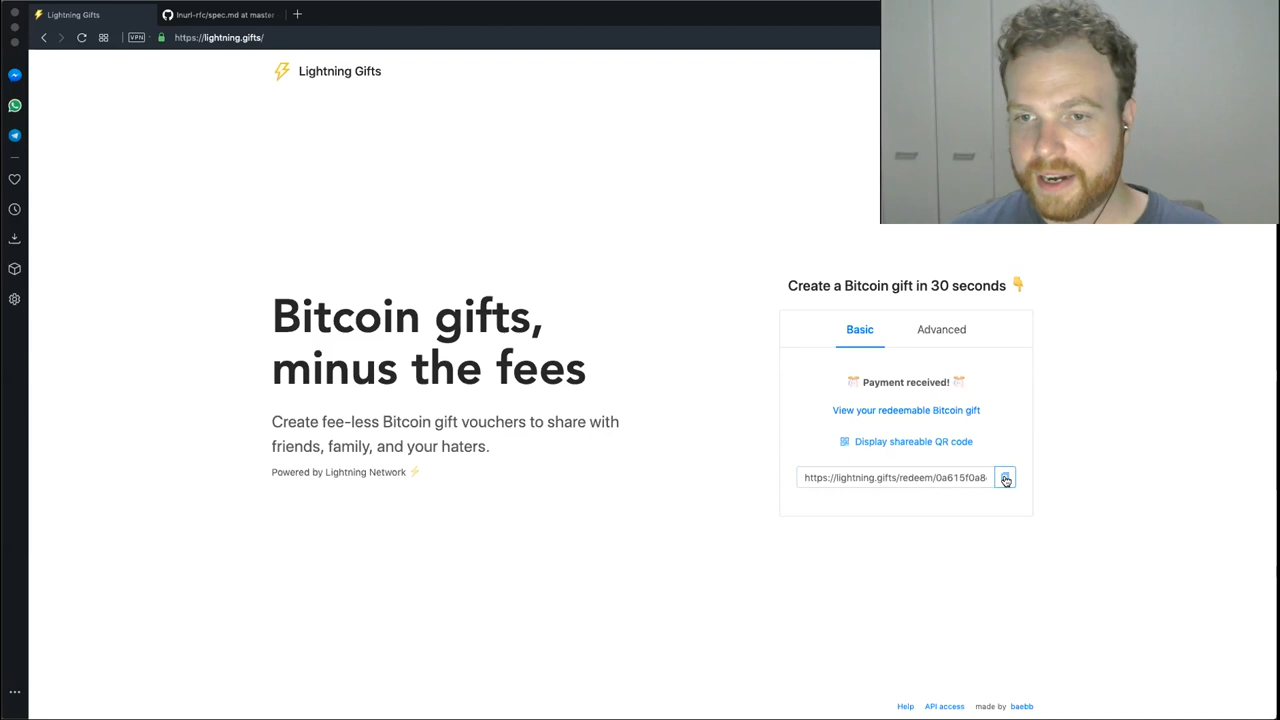 Lightning Gifts
lnurl-rfc/spec.md at master
VPN
https://lightning.gifts/
Lightning Gifts
Bitcoin gifts,
minus the fees
Create fee-less Bitcoin gift vouchers to share with
friends, family, and your haters.
Powered by Lightning Network ⚡
Create a Bitcoin gift in 30 seconds 👇
Basic Advanced
🎊 Payment received! 🎊
View your redeemable Bitcoin gift
Display shareable QR code
https://lightning.gifts/redeem/0a615f0a8
Help API access made by baebb